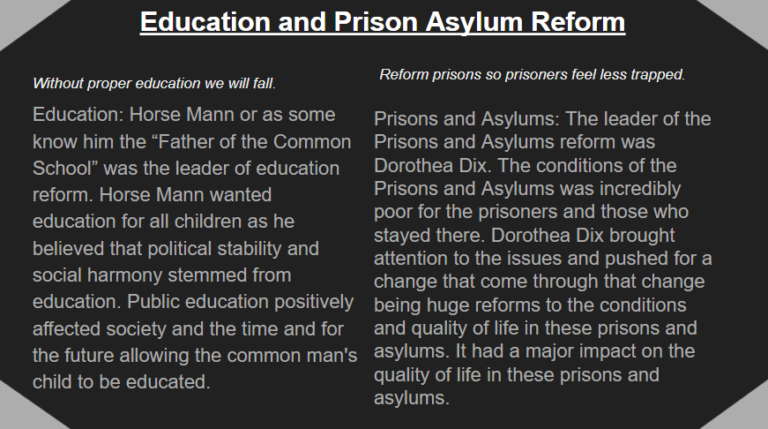 Education and Prison Asylum Reform
Without proper education we will fall.
Education: Horse Mann or as some
know him the “Father of the Common
School” was the leader of education
reform. Horse Mann wanted
education for all children as he
believed that political stability and
social harmony stemmed from
education. Public education positively
affected society and the time and for
the future allowing the common man's
child to be educated.
Reform prisons so prisoners feel less trapped.
Prisons and Asylums: The leader of the
Prisons and Asylums reform was
Dorothea Dix. The conditions of the
Prisons and Asylums was incredibly
poor for the prisoners and those who
stayed there. Dorothea Dix brought
attention to the issues and pushed for a
change that come through that change
being huge reforms to the conditions
and quality of life in these prisons and
asylums. It had a major impact on the
quality of life in these prisons and
asylums.